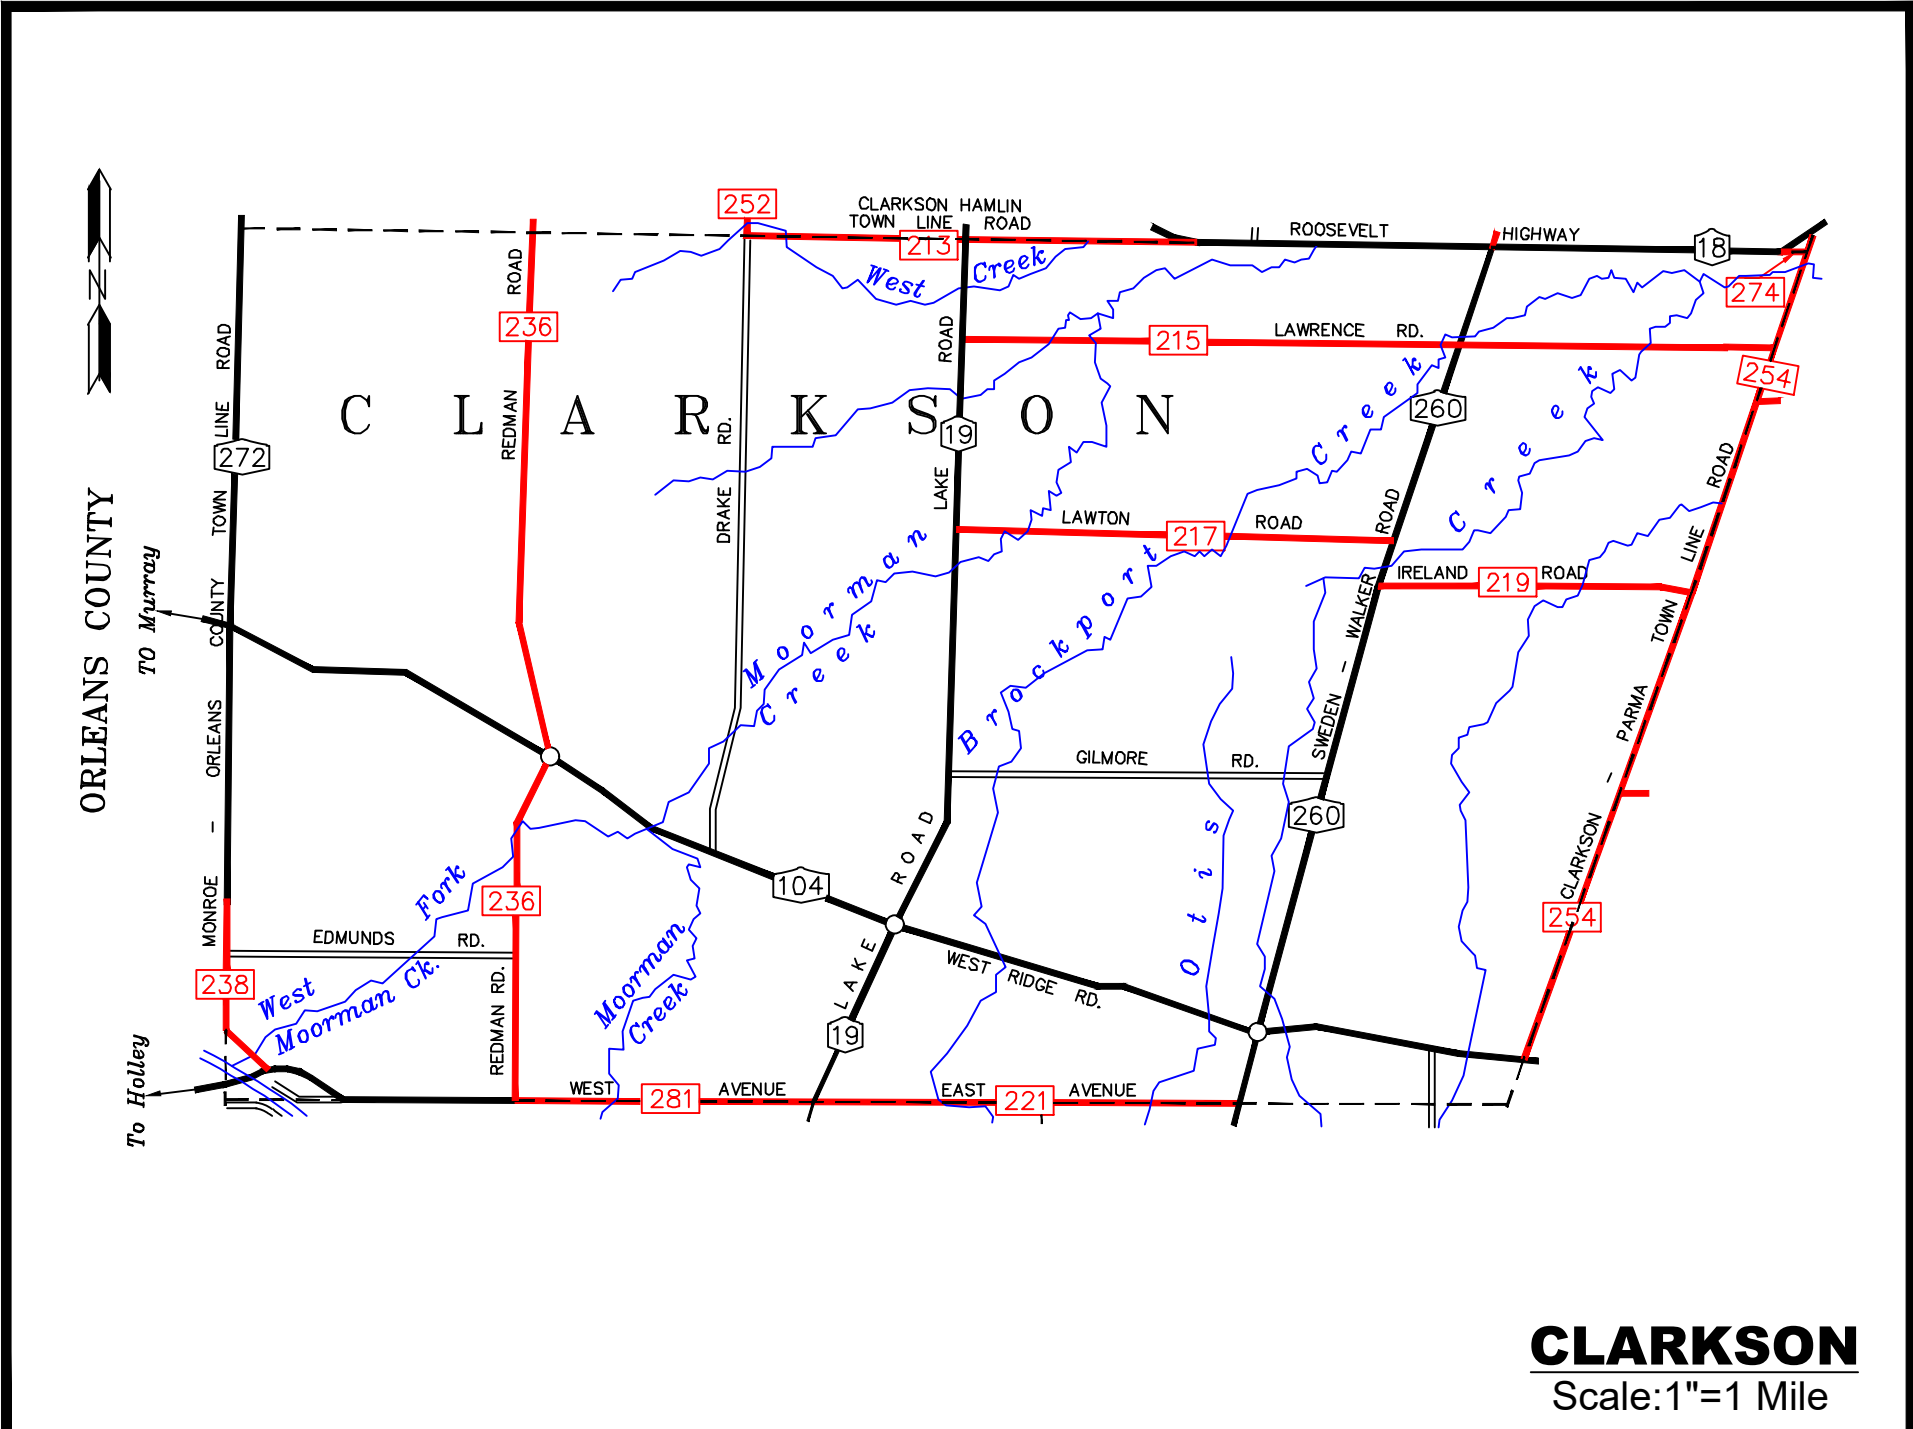 252
CLARKSON HAMLIN
TOWN LINE ROAD
213
ROOSEVELT HIGHWAY
18
274
West Creek
N
ROAD
236
REDMAN
215
LAWRENCE RD.
254
CLARKSON
260
19
272
MONROE - ORLEANS COUNTY TOWN LINE ROAD
DRAKE RD.
LAKE ROAD
ORLEANS COUNTY
TO Murray
LAWTON ROAD
217
Brockport Creek
Moorman
Creek
IRELAND ROAD
219
Creek
SWEDEN - WALKER ROAD
CLARKSON - PARMA TOWN LINE ROAD
GILMORE RD.
260
Otis
104
LAKE ROAD
236
254
West Fork
Moorman Ck.
EDMUNDS RD.
238
Moorman
Creek
REDMAN RD.
WEST RIDGE RD.
19
To Holley
WEST AVENUE
281
EAST AVENUE
221
CLARKSON
Scale:1"=1 Mile